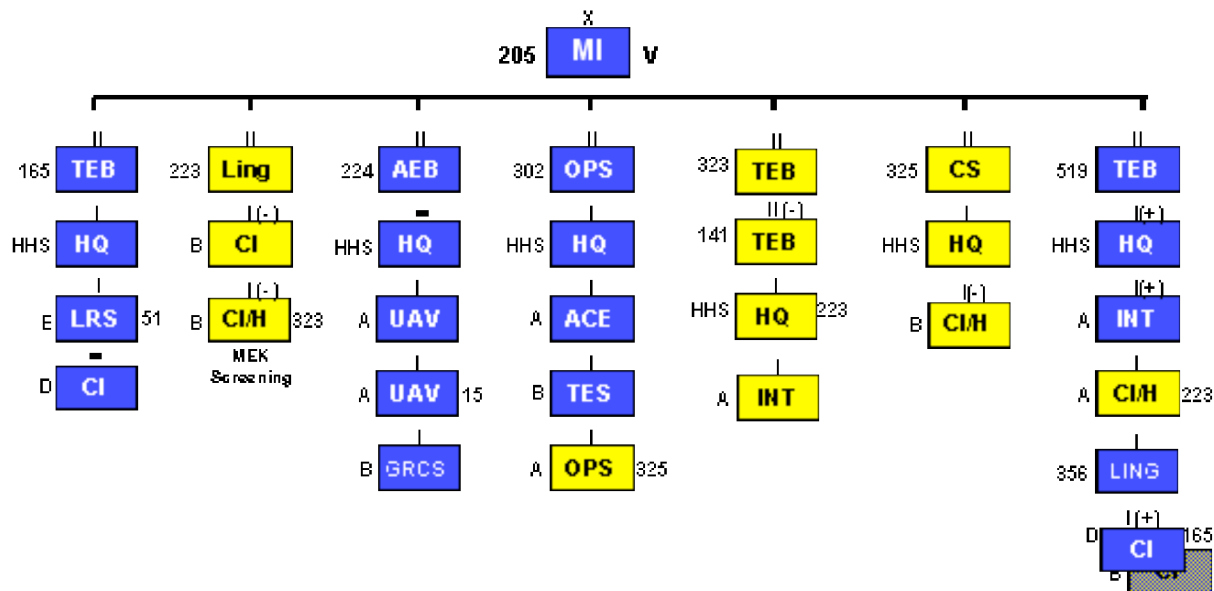 X
205 MI V
II II II II II II II
165 TEB 223 Ling 224 AEB 302 OPS 323 TEB 325 CS 519 TEB
I I(-) I II(-) I I(+)
HHS HQ B CI HHS HQ HHS HQ 141 TEB HHS HQ HHS HQ
I I(-) I I I I(-) I(+)
E LRS 51 B CI/H 323 A UAV A ACE HHS HQ 223 B CI/H A INT
MEK
Screening
I I I I
D CI A UAV 15 B TES A INT A CI/H 223
I I I
B GRCS A OPS 325 356 LING
I(+)
D CI 165
B